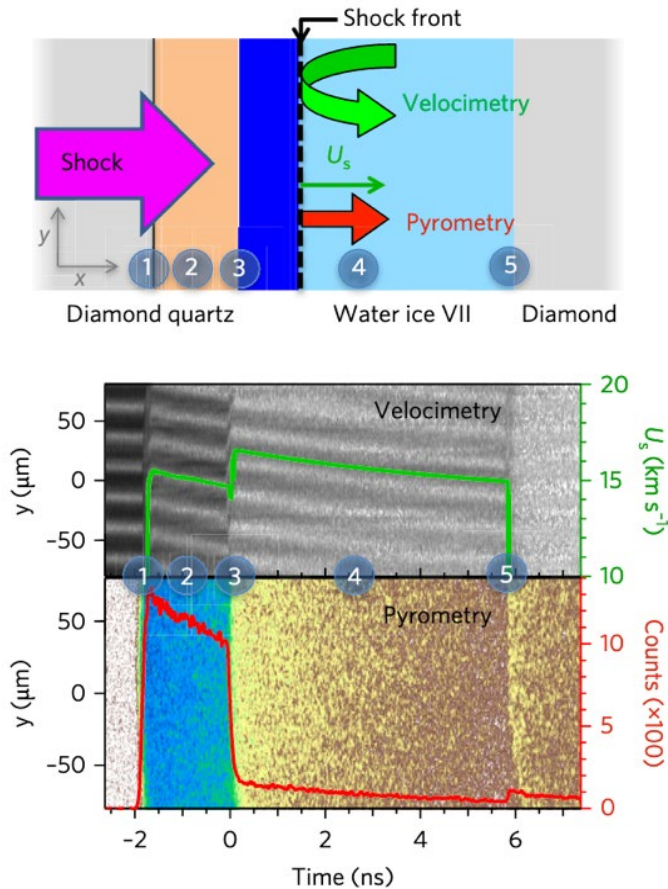 Shock front
Velocimetry
Shock
Uₛ
Pyrometry
y
x
1 2 3 4 5
Diamond quartz Water ice VII Diamond
Velocimetry
y (μm)
50
0
−50
20
15
10
Uₛ (km s⁻¹)
1 2 3 4 5
Pyrometry
y (μm)
50
0
−50
10
5
0
Counts (×100)
−2 0 2 4 6
Time (ns)